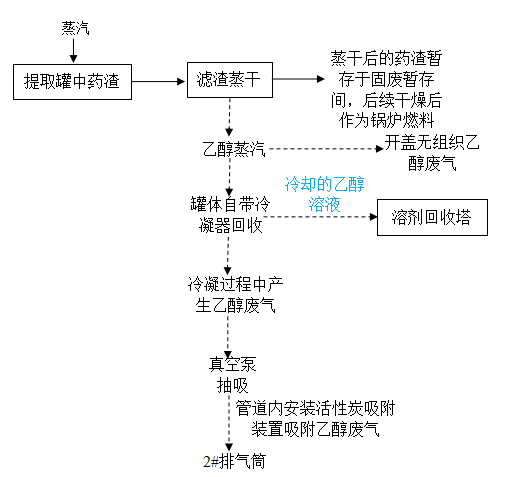 蒸汽
提取罐中药渣
滤渣蒸干
蒸干后的药渣暂
存于固废暂存
间，后续干燥后
作为锅炉燃料
乙醇蒸汽
开盖无组织乙
醇废气
罐体自带冷
凝器回收
冷却的乙醇
溶液
溶剂回收塔
冷凝过程中产
生乙醇废气
真空泵
抽吸
管道内安装活性炭吸附
装置吸附乙醇废气
2#排气筒